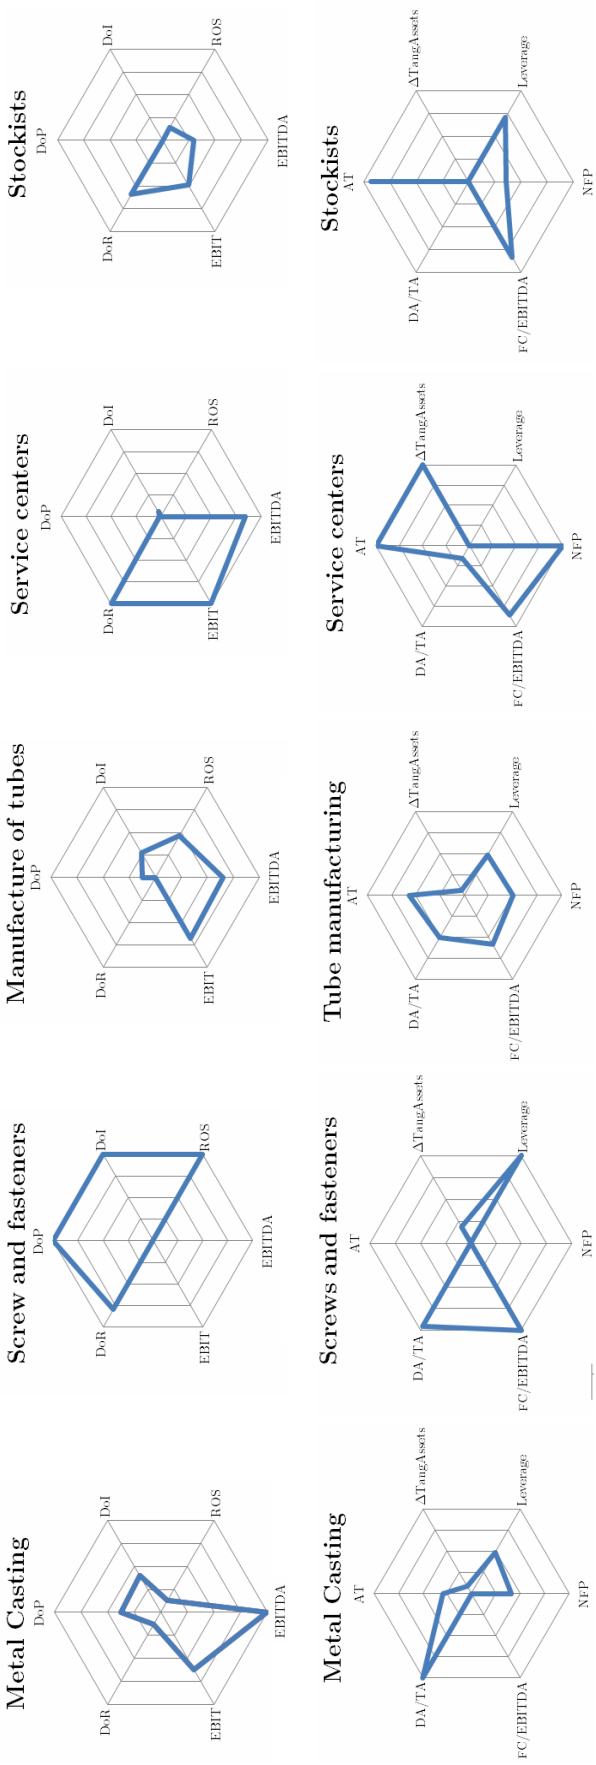 Metal Casting
DoP
DoR
DoI
EBIT
ROS
EBITDA
Screw and fasteners
DoP
DoR
DoI
EBIT
ROS
EBITDA
Manufacture of tubes
DoP
DoR
DoI
EBIT
ROS
EBITDA
Service centers
DoP
DoR
DoI
EBIT
ROS
EBITDA
Stockists
DoP
DoR
DoI
EBIT
ROS
EBITDA
Metal Casting
AT
DA/TA
ΔTangAssets
FC/EBITDA
Leverage
NFP
Screws and fasteners
AT
DA/TA
ΔTangAssets
FC/EBITDA
Leverage
NFP
Tube manufacturing
AT
DA/TA
ΔTangAssets
FC/EBITDA
Leverage
NFP
Service centers
AT
DA/TA
ΔTangAssets
FC/EBITDA
Leverage
NFP
Stockists
AT
DA/TA
ΔTangAssets
FC/EBITDA
Leverage
NFP